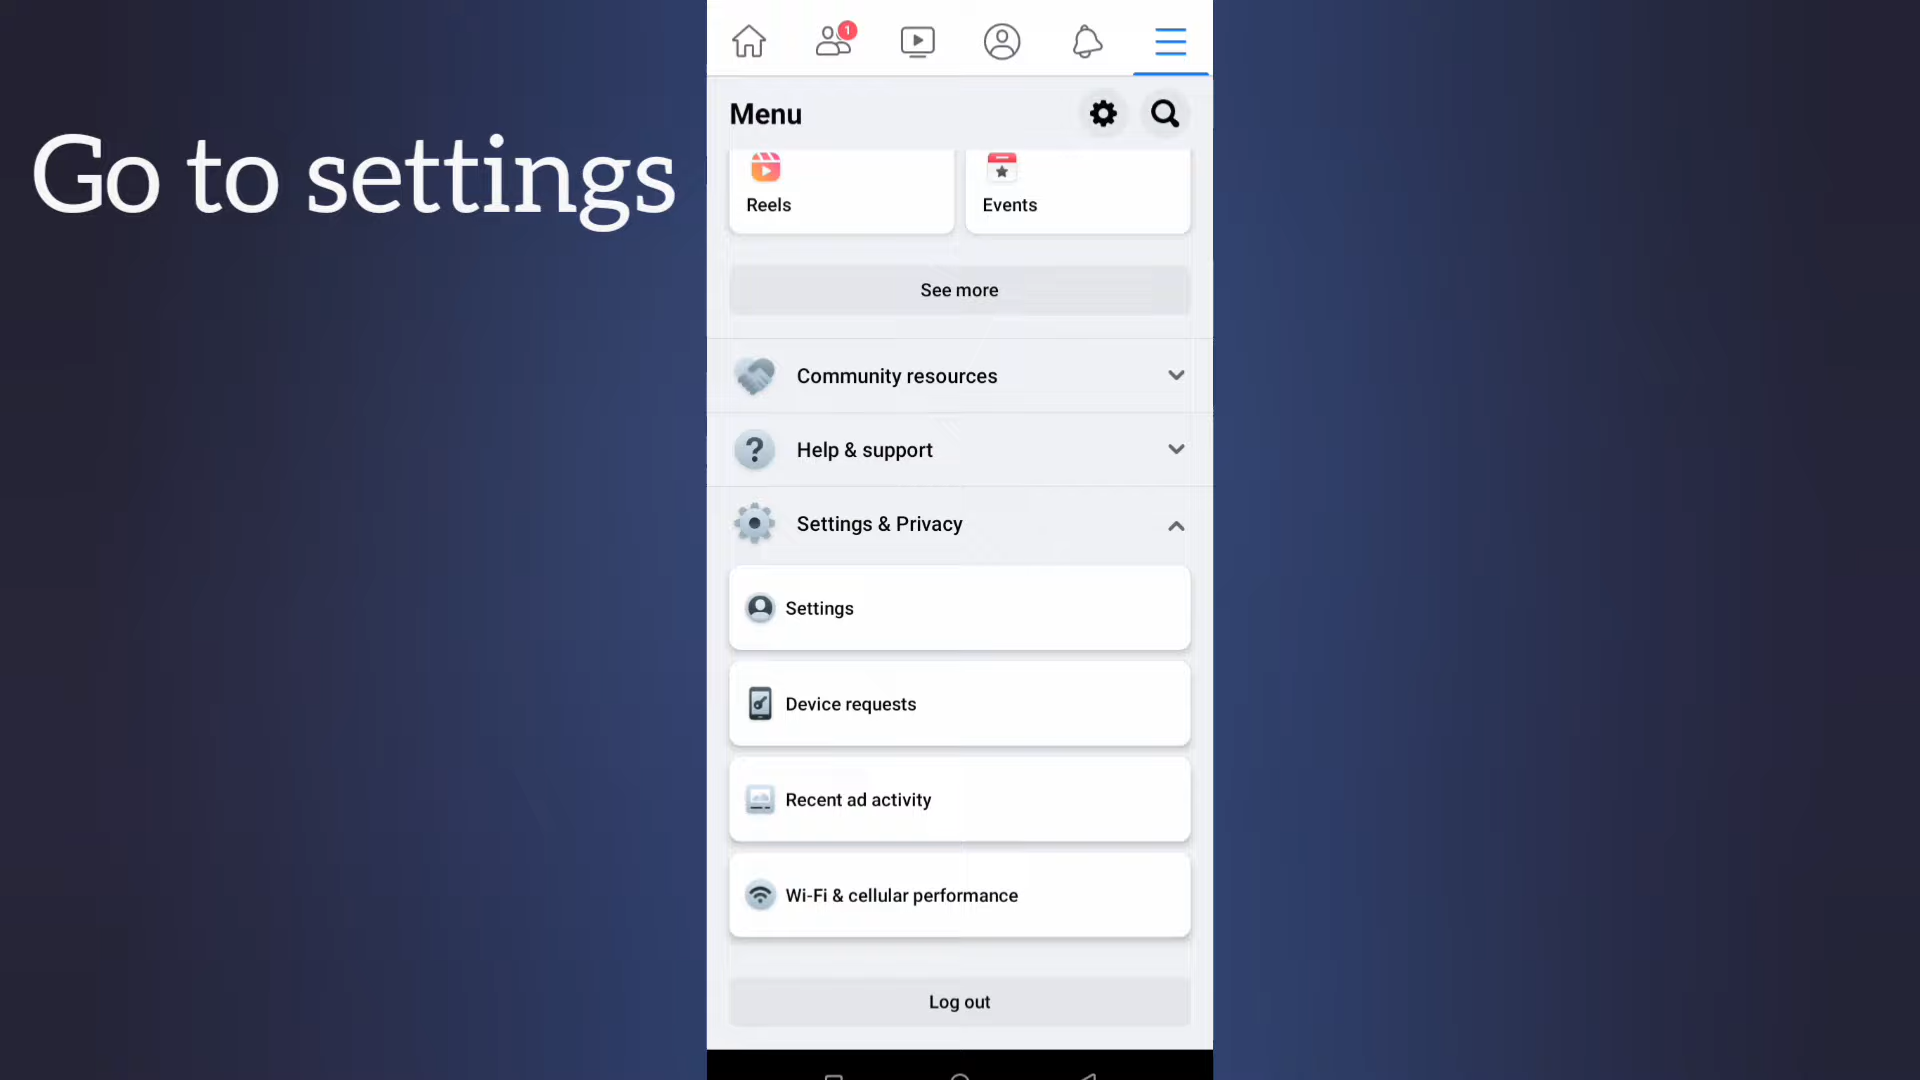 Go to settings
1
Menu
Reels
Events
See more
Community resources
Help & support
Settings & Privacy
Settings
Device requests
Recent ad activity
Wi-Fi & cellular performance
Log out